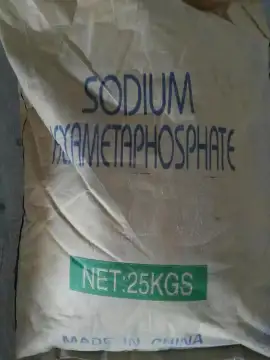 SODIUM
HEXAMETAPHOSPHATE
NET:25KGS
MADE IN CHINA